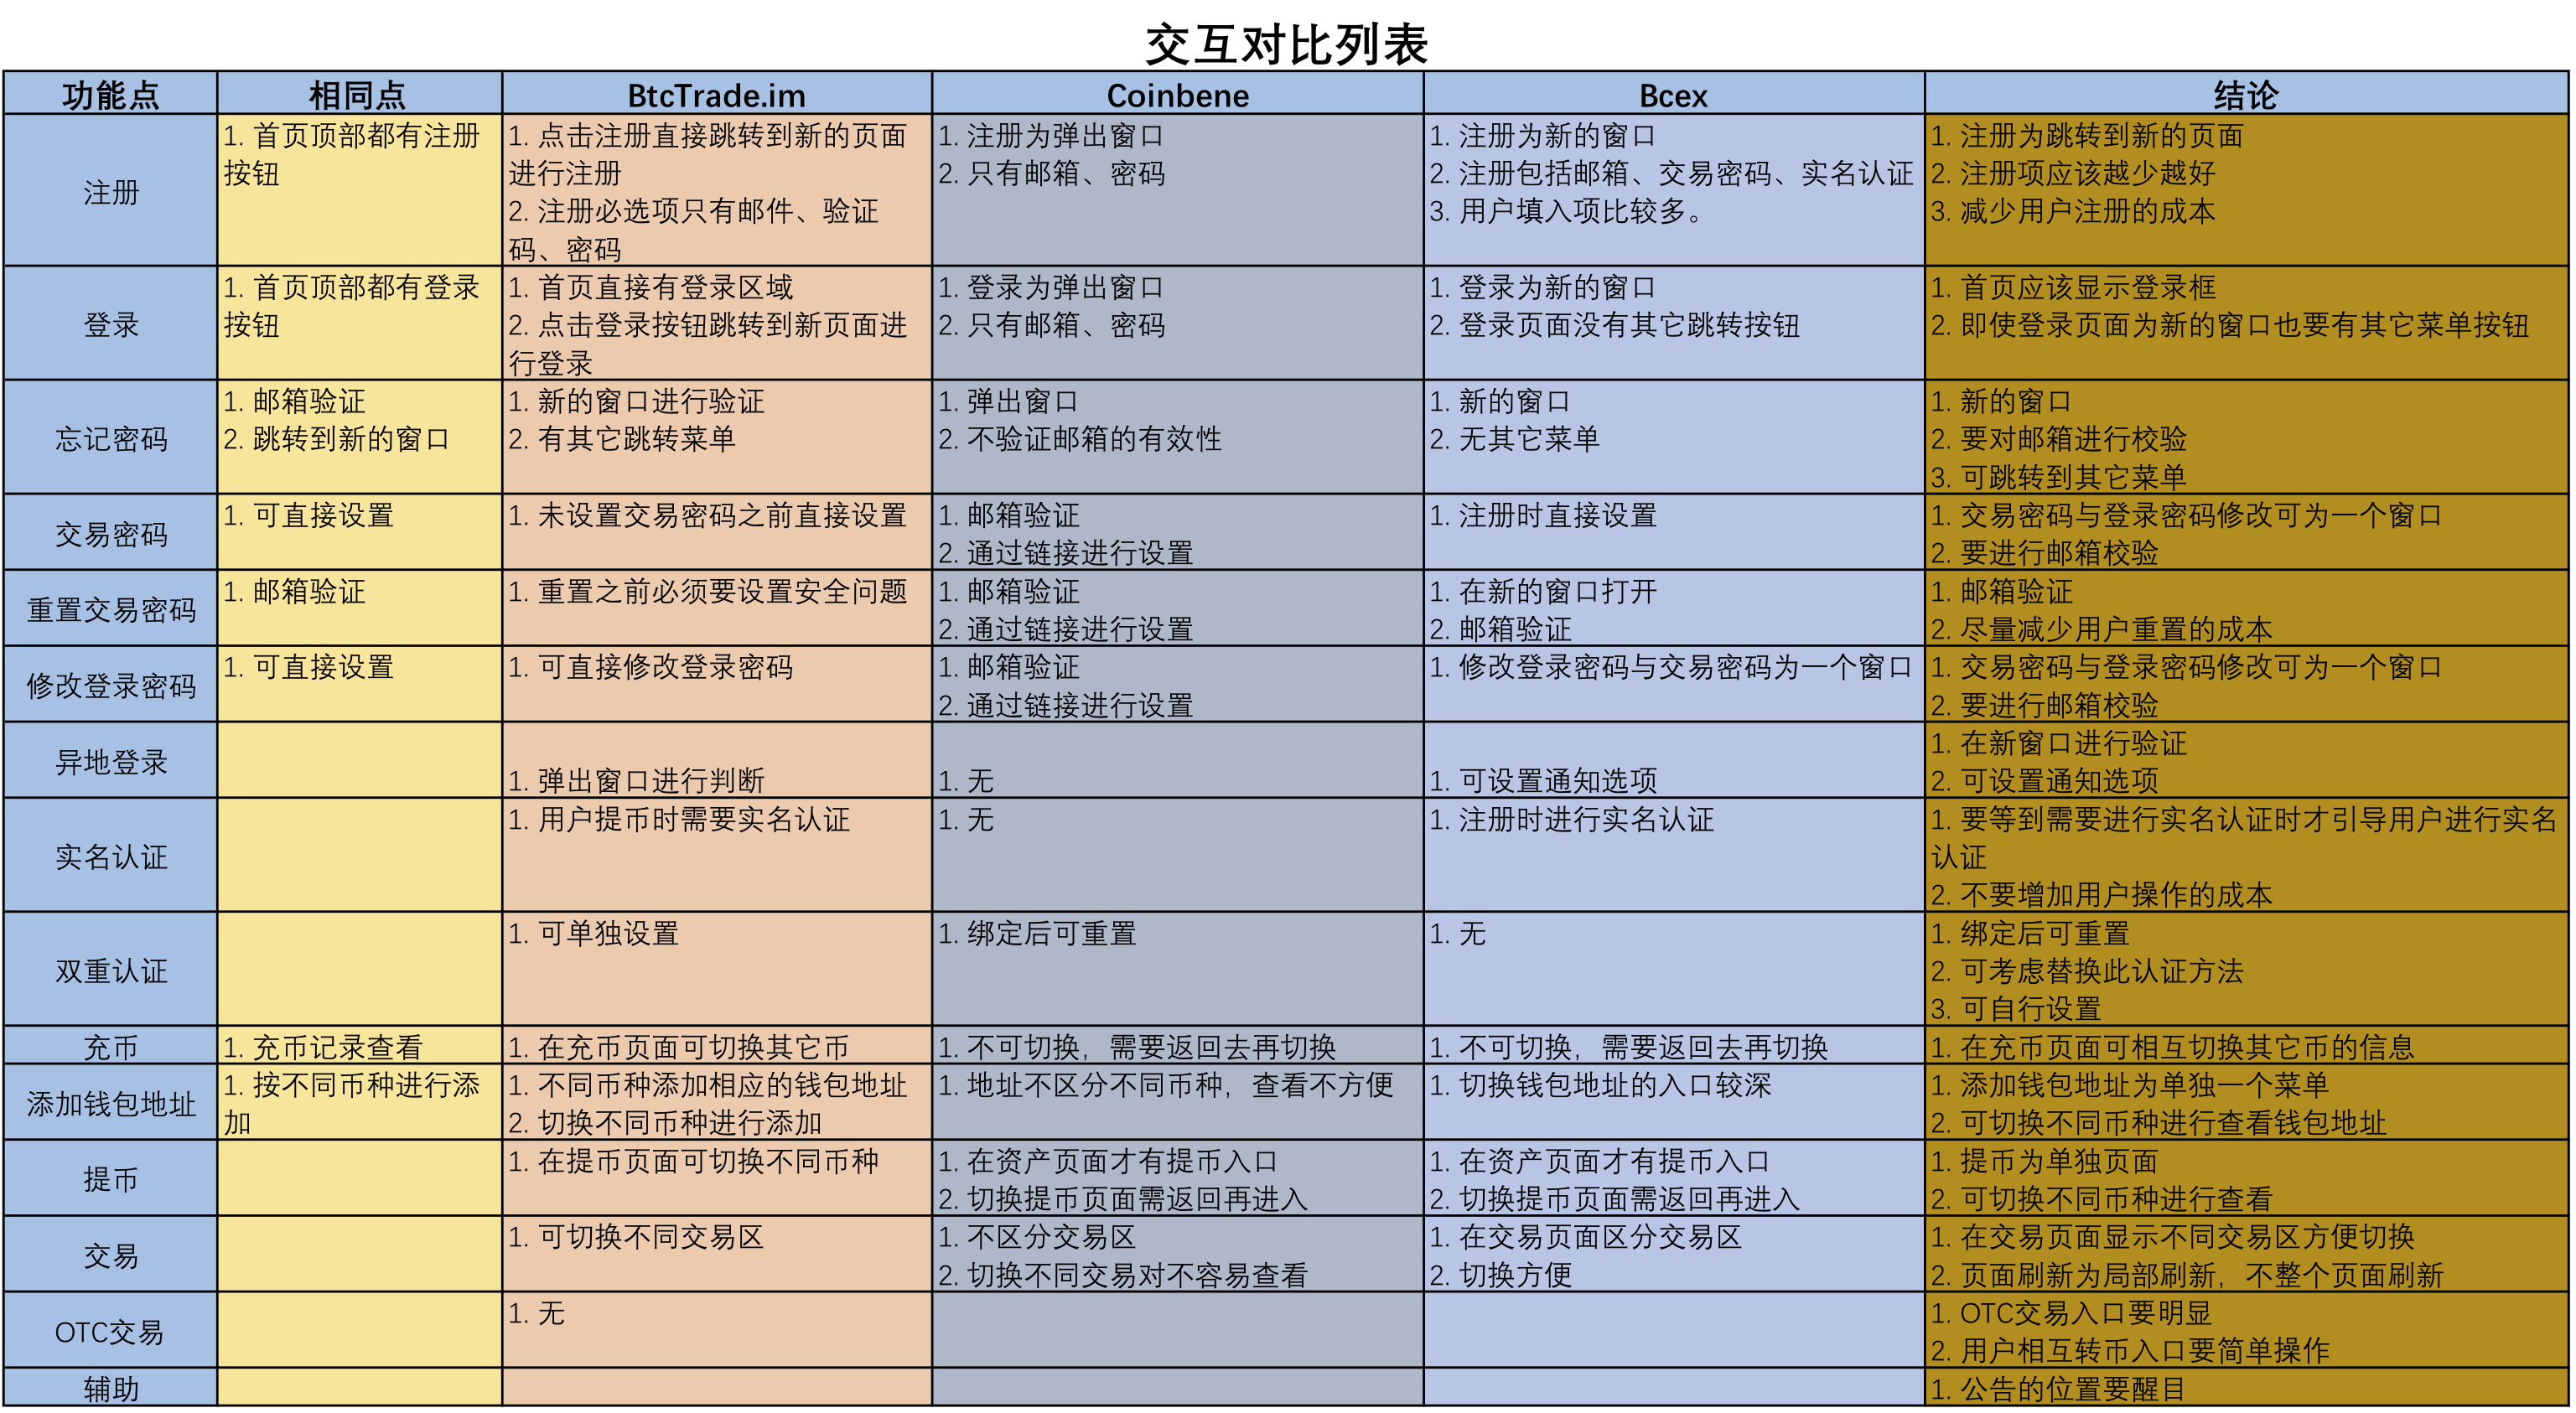 交互对比列表
功能点
相同点
BtcTrade.im
Coinbene
Bcex
结论
注册
1. 首页顶部都有注册
按钮
1. 点击注册直接跳转到新的页面
进行注册
2. 注册必选项只有邮件、验证
码、密码
1. 注册为弹出窗口
2. 只有邮箱、密码
1. 注册为新的窗口
2. 注册包括邮箱、交易密码、实名认证
3. 用户填入项比较多。
1. 注册为跳转到新的页面
2. 注册项应该越少越好
3. 减少用户注册的成本
登录
1. 首页顶部都有登录
按钮
1. 首页直接有登录区域
2. 点击登录按钮跳转到新页面进
行登录
1. 登录为弹出窗口
2. 只有邮箱、密码
1. 登录为新的窗口
2. 登录页面没有其它跳转按钮
1. 首页应该显示登录框
2. 即使登录页面为新的窗口也要有其它菜单按钮
忘记密码
1. 邮箱验证
2. 跳转到新的窗口
1. 新的窗口进行验证
2. 有其它跳转菜单
1. 弹出窗口
2. 不验证邮箱的有效性
1. 新的窗口
2. 无其它菜单
1. 新的窗口
2. 要对邮箱进行校验
3. 可跳转到其它菜单
交易密码
1. 可直接设置
1. 未设置交易密码之前直接设置
1. 邮箱验证
2. 通过链接进行设置
1. 注册时直接设置
1. 交易密码与登录密码修改可为一个窗口
2. 要进行邮箱校验
重置交易密码
1. 邮箱验证
1. 重置之前必须要设置安全问题
1. 邮箱验证
2. 通过链接进行设置
1. 在新的窗口打开
2. 邮箱验证
1. 邮箱验证
2. 尽量减少用户重置的成本
修改登录密码
1. 可直接设置
1. 可直接修改登录密码
1. 邮箱验证
2. 通过链接进行设置
1. 修改登录密码与交易密码为一个窗口
1. 交易密码与登录密码修改可为一个窗口
2. 要进行邮箱校验
异地登录
1. 弹出窗口进行判断
1. 无
1. 可设置通知选项
1. 在新窗口进行验证
2. 可设置通知选项
实名认证
1. 用户提币时需要实名认证
1. 无
1. 注册时进行实名认证
1. 要等到需要进行实名认证时才引导用户进行实名
认证
2. 不要增加用户操作的成本
双重认证
1. 可单独设置
1. 绑定后可重置
1. 无
1. 绑定后可重置
2. 可考虑替换此认证方法
3. 可自行设置
充币
1. 充币记录查看
1. 在充币页面可切换其它币
1. 不可切换，需要返回去再切换
1. 不可切换，需要返回去再切换
1. 在充币页面可相互切换其它币的信息
添加钱包地址
1. 按不同币种进行添
加
1. 不同币种添加相应的钱包地址
2. 切换不同币种进行添加
1. 地址不区分不同币种，查看不方便
1. 切换钱包地址的入口较深
1. 添加钱包地址为单独一个菜单
2. 可切换不同币种进行查看钱包地址
提币
1. 在提币页面可切换不同币种
1. 在资产页面才有提币入口
2. 切换提币页面需返回再进入
1. 在资产页面才有提币入口
2. 切换提币页面需返回再进入
1. 提币为单独页面
2. 可切换不同币种进行查看
交易
1. 可切换不同交易区
1. 不区分交易区
2. 切换不同交易对不容易查看
1. 在交易页面区分交易区
2. 切换方便
1. 在交易页面显示不同交易区方便切换
2. 页面刷新为局部刷新，不整个页面刷新
OTC交易
1. 无
1. OTC交易入口要明显
2. 用户相互转币入口要简单操作
辅助
1. 公告的位置要醒目